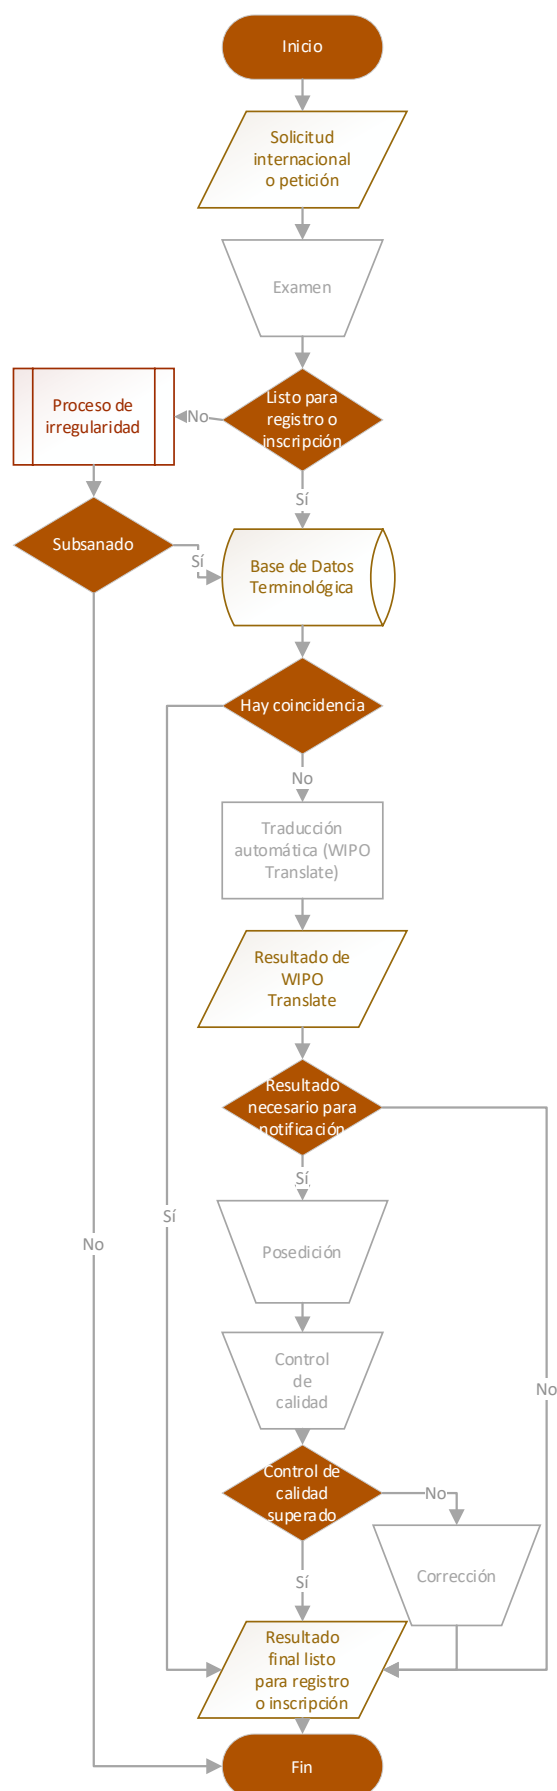 Inicio
Solicitud
internacional
o petición
Examen
Listo para
registro o
inscripción
No
Proceso de
irregularidad
Sí
Subsanado
Sí
Base de Datos
Terminológica
Hay coincidencia
No
Traducción
automática (WIPO
Translate)
Resultado de
WIPO
Translate
Resultado
necesario para
notificación
Sí
Sí
No
Posedición
Control
de
calidad
No
Control de
calidad
superado
No
Corrección
Sí
Resultado
final listo
para registro
o inscripción
Fin